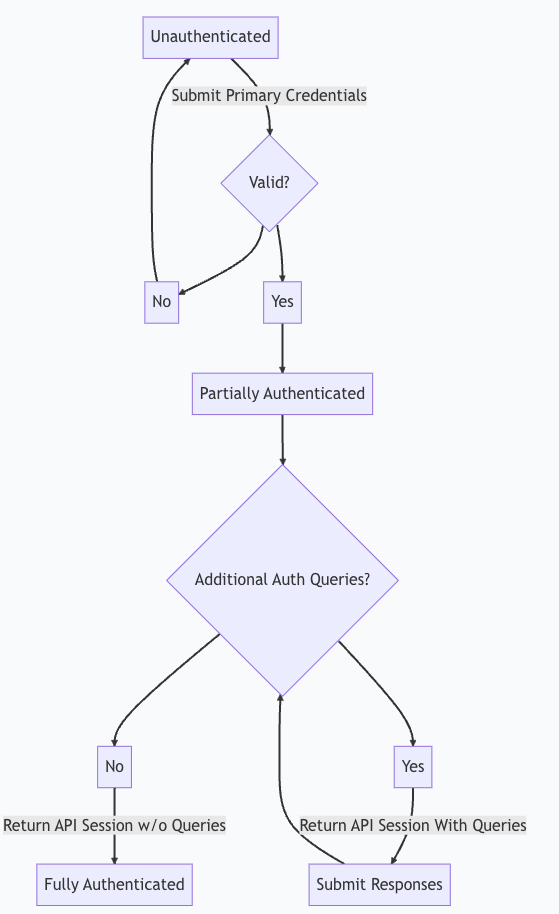 Unauthenticated
Submit Primary Credentials
Valid?
No
Yes
Partially Authenticated
Additional Auth Queries?
No
Yes
Return API Session w/o Queries
Return API Session With Queries
Fully Authenticated
Submit Responses